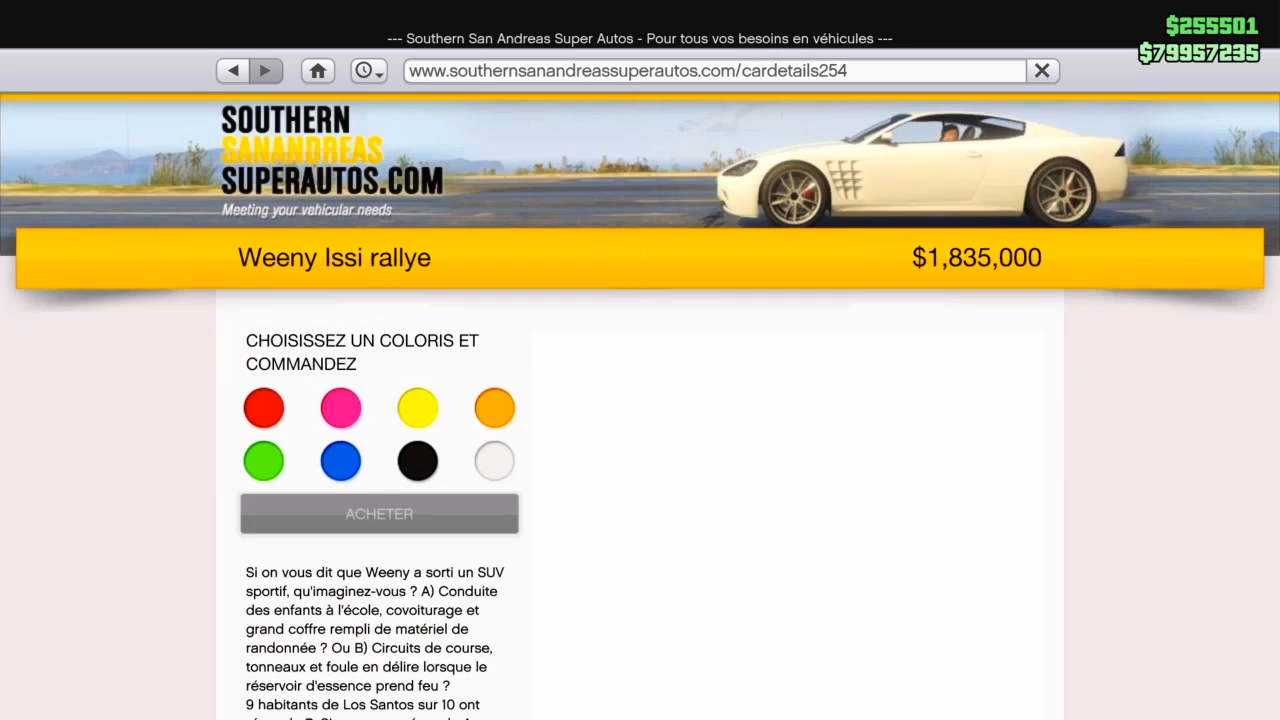 $255501
--- Southern San Andreas Super Autos - Pour tous vos besoins en véhicules ---
$79957235
www.southernsanandreassuperautos.com/cardetails254
SOUTHERN
SANANDREAS
SUPERAUTOS.COM
Meeting your vehicular needs
Weeny Issi rallye
$1,835,000
CHOISISSEZ UN COLORIS ET
COMMANDEZ
ACHETER
Si on vous dit que Weeny a sorti un SUV
sportif, qu'imaginez-vous ? A) Conduite
des enfants à l'école, covoiturage et
grand coffre rempli de matériel de
randonnée ? Ou B) Circuits de course,
tonneaux et foule en délire lorsque le
réservoir d'essence prend feu ?
9 habitants de Los Santos sur 10 ont